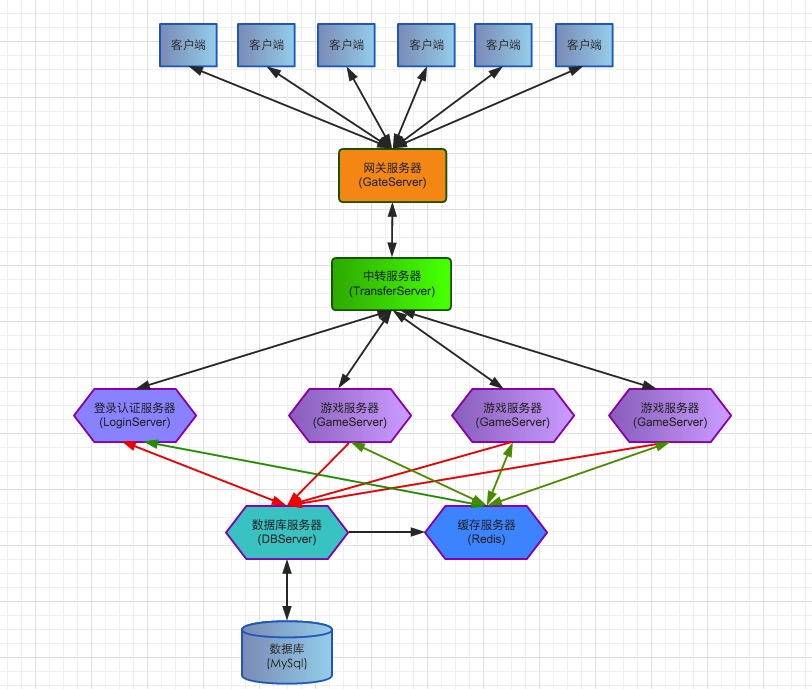 客户端
客户端
客户端
客户端
客户端
客户端
网关服务器
(GateServer)
中转服务器
(TransferServer)
登录认证服务器
(LoginServer)
游戏服务器
(GameServer)
游戏服务器
(GameServer)
游戏服务器
(GameServer)
数据库服务器
(DBServer)
缓存服务器
(Redis)
数据库
(MySql)